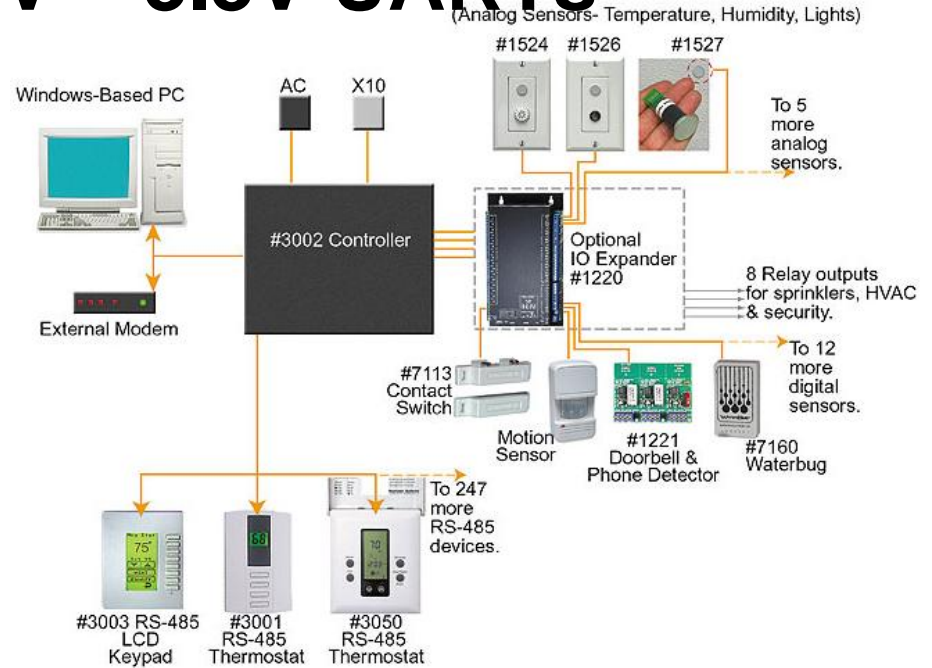 UARTs
(Analog Sensors- Temperature, Humidity, Lights)
#1524
#1526
#1527
AC
X10
Windows-Based PC
To 5
more
analog
sensors.
#3002 Controller
Optional
IO Expander
#1220
8 Relay outputs
for sprinklers, HVAC
& security.
External Modem
To 12
more
digital
sensors.
#7113
Contact
Switch
Motion
Sensor
#1221
Doorbell &
Phone Detector
#7160
Waterbug
To 247
more
RS-485
devices.
75°
68
70
#3003 RS-485
LCD
Keypad
#3001
RS-485
Thermostat
#3050
RS-485
Thermostat